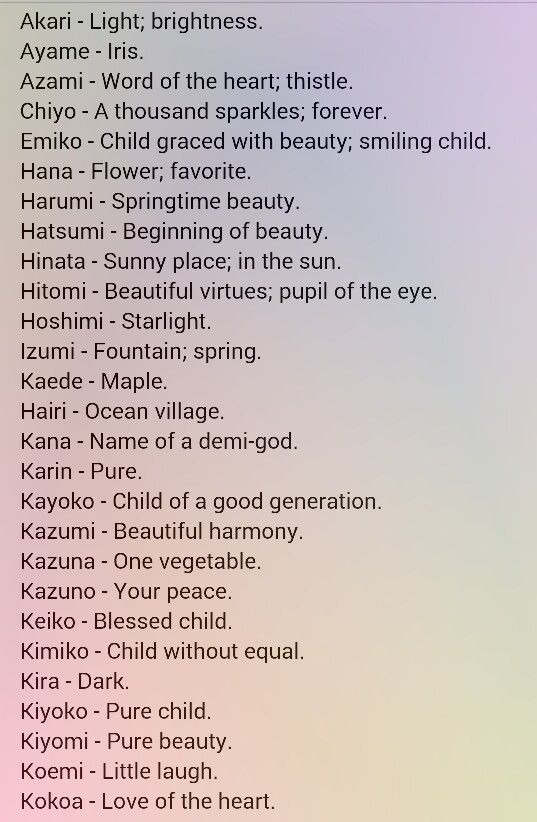 Akari - Light; brightness.
Ayame - Iris.
Azami - Word of the heart; thistle.
Chiyo - A thousand sparkles; forever.
Emiko - Child graced with beauty; smiling child.
Hana - Flower; favorite.
Harumi - Springtime beauty.
Hatsumi - Beginning of beauty.
Hinata - Sunny place; in the sun.
Hitomi - Beautiful virtues; pupil of the eye.
Hoshimi - Starlight.
Izumi - Fountain; spring.
Kaede - Maple.
Hairi - Ocean village.
Kana - Name of a demi-god.
Karin - Pure.
Kayoko - Child of a good generation.
Kazumi - Beautiful harmony.
Kazuna - One vegetable.
Kazuno - Your peace.
Keiko - Blessed child.
Kimiko - Child without equal.
Kira - Dark.
Kiyoko - Pure child.
Kiyomi - Pure beauty.
Koemi - Little laugh.
Kokoa - Love of the heart.